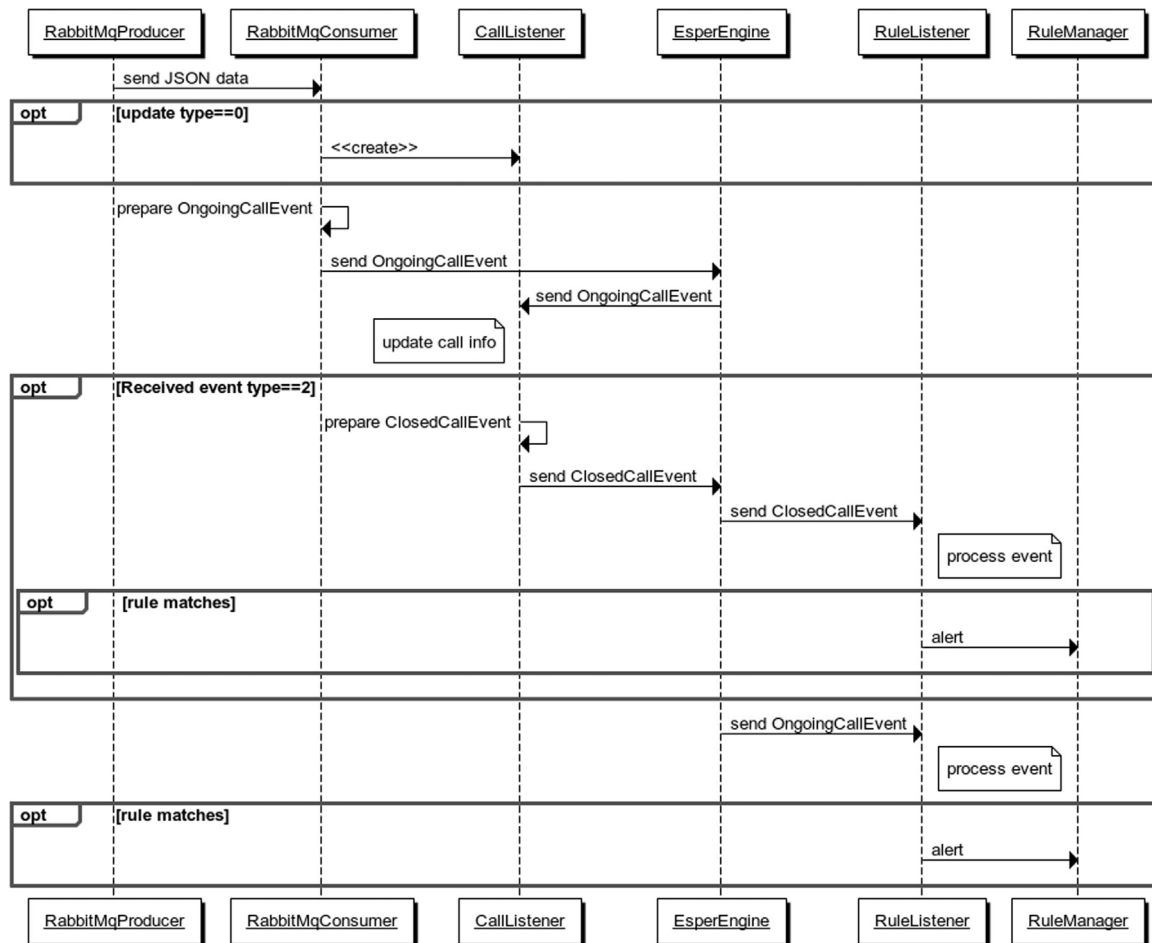 RabbitMqProducer RabbitMqConsumer CallListener EsperEngine RuleListener RuleManager
send JSON data
opt [update type==0]
<<create>>
prepare OngoingCallEvent
send OngoingCallEvent
send OngoingCallEvent
update call info
opt [Received event type==2]
prepare ClosedCallEvent
send ClosedCallEvent
send ClosedCallEvent
process event
opt [rule matches]
alert
send OngoingCallEvent
process event
opt [rule matches]
alert
RabbitMqProducer RabbitMqConsumer CallListener EsperEngine RuleListener RuleManager